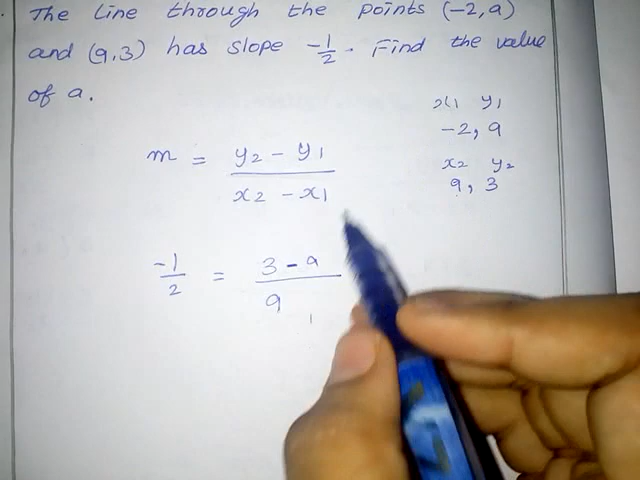 The line through the points (-2, a)
and (9,3) has slope -1/2. Find the value
of a.
x1 y1
-2, a
x2 y2
9, 3
m = y2 - y1 / x2 - x1
-1/2 = 3 - a / 9